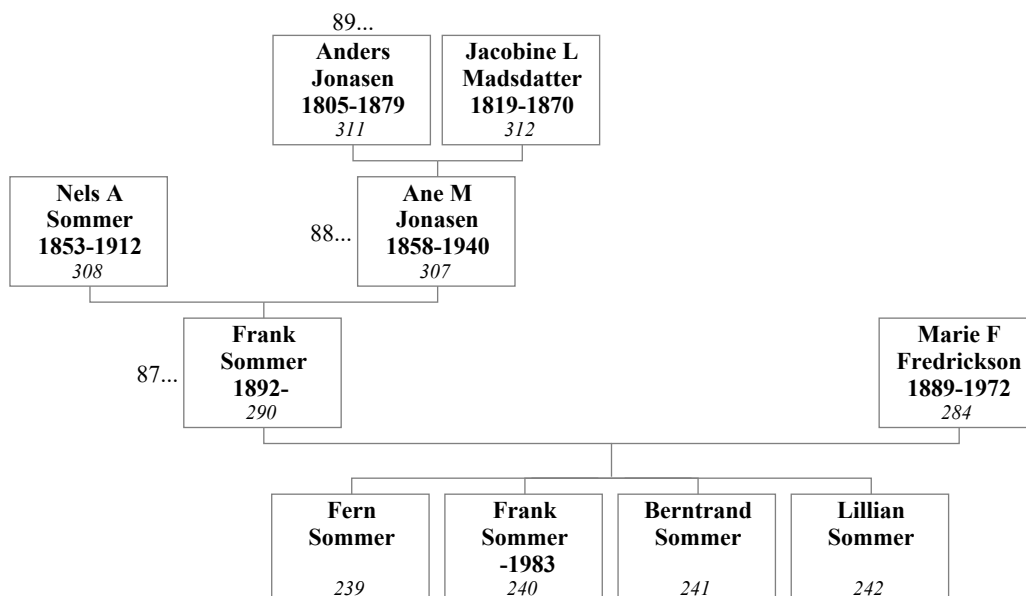 89...
Anders
Jonasen
1805-1879
311
Jacobine L
Madsdatter
1819-1870
312
Nels A
Sommer
1853-1912
308
88...
Ane M
Jonasen
1858-1940
307
87...
Frank
Sommer
1892-
290
Marie F
Fredrickson
1889-1972
284
Fern
Sommer
239
Frank
Sommer
-1983
240
Berntrand
Sommer
241
Lillian
Sommer
242